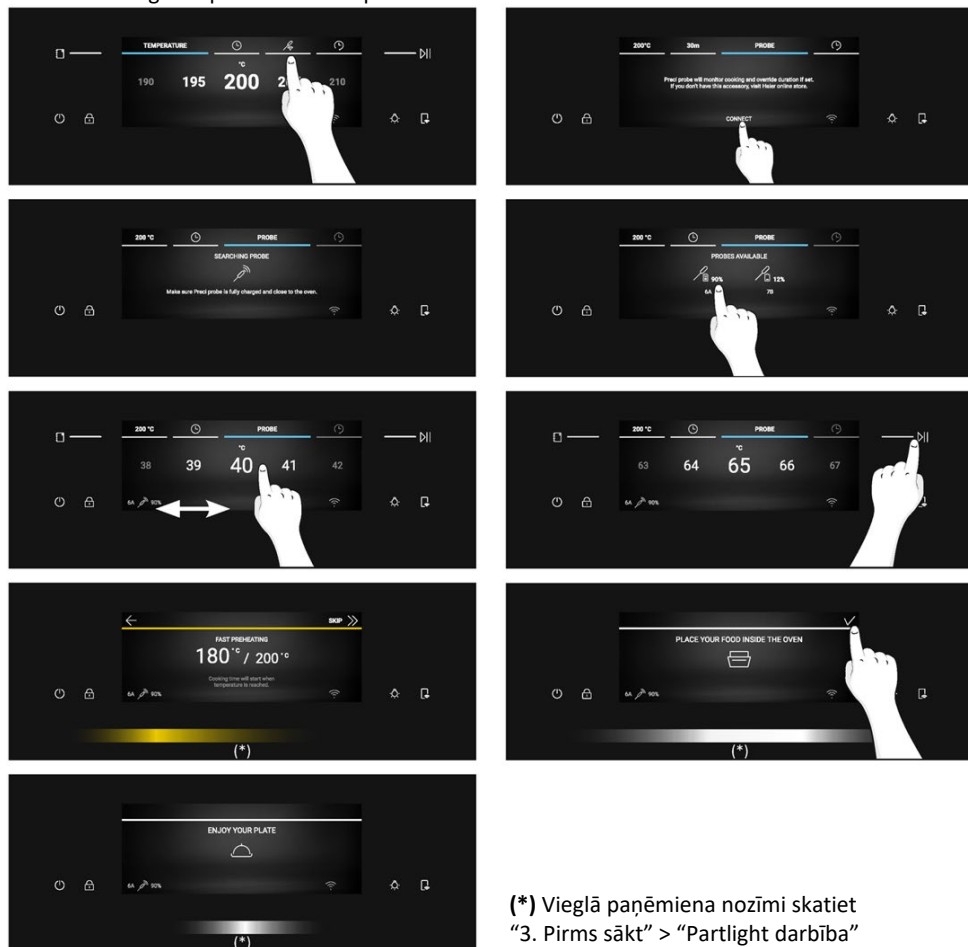 TEMPERATURE
°C
190 195 200 210
200°C 30m PROBE
Preci probe will monitor cooking and override duration if set.
If you don't have this accessory, visit Haier online store.
CONNECT
200 °C PROBE
SEARCHING PROBE
Make sure Preci probe is fully charged and close to the oven.
200 °C PROBE
PROBES AVAILABLE
90% 12%
6A 7B
200 °C PROBE
°C
38 39 40 41 42
6A 90%
200 °C PROBE
°C
63 64 65 66 67
6A 90%
SKIP
FAST PREHEATING
180°C / 200°C
Cooking time will start when
temperature is reached.
6A 90%
(*)
PLACE YOUR FOOD INSIDE THE OVEN
6A 90%
(*)
ENJOY YOUR PLATE
6A 90%
(*)
(*) Vieglā paņēmiena nozīmi skatiet
“3. Pirms sākt” > “Partlight darbība”